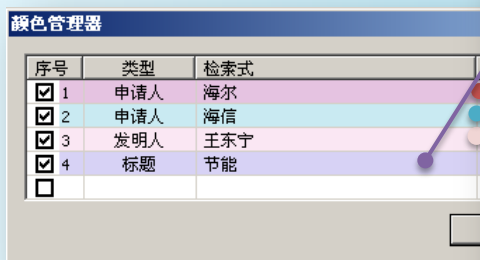 颜色管理器
序号 类型 检索式
1 申请人 海尔
2 申请人 海信
3 发明人 王东宁
4 标题 节能